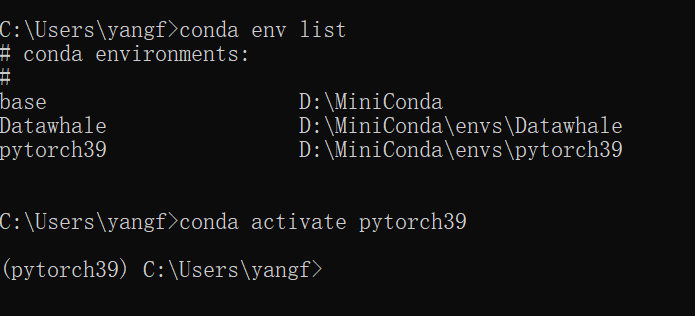 C:\Users\yangf>conda env list
# conda environments:
#
base                     D:\MiniConda
Datawhale                D:\MiniConda\envs\Datawhale
pytorch39                D:\MiniConda\envs\pytorch39
C:\Users\yangf>conda activate pytorch39
(pytorch39) C:\Users\yangf>